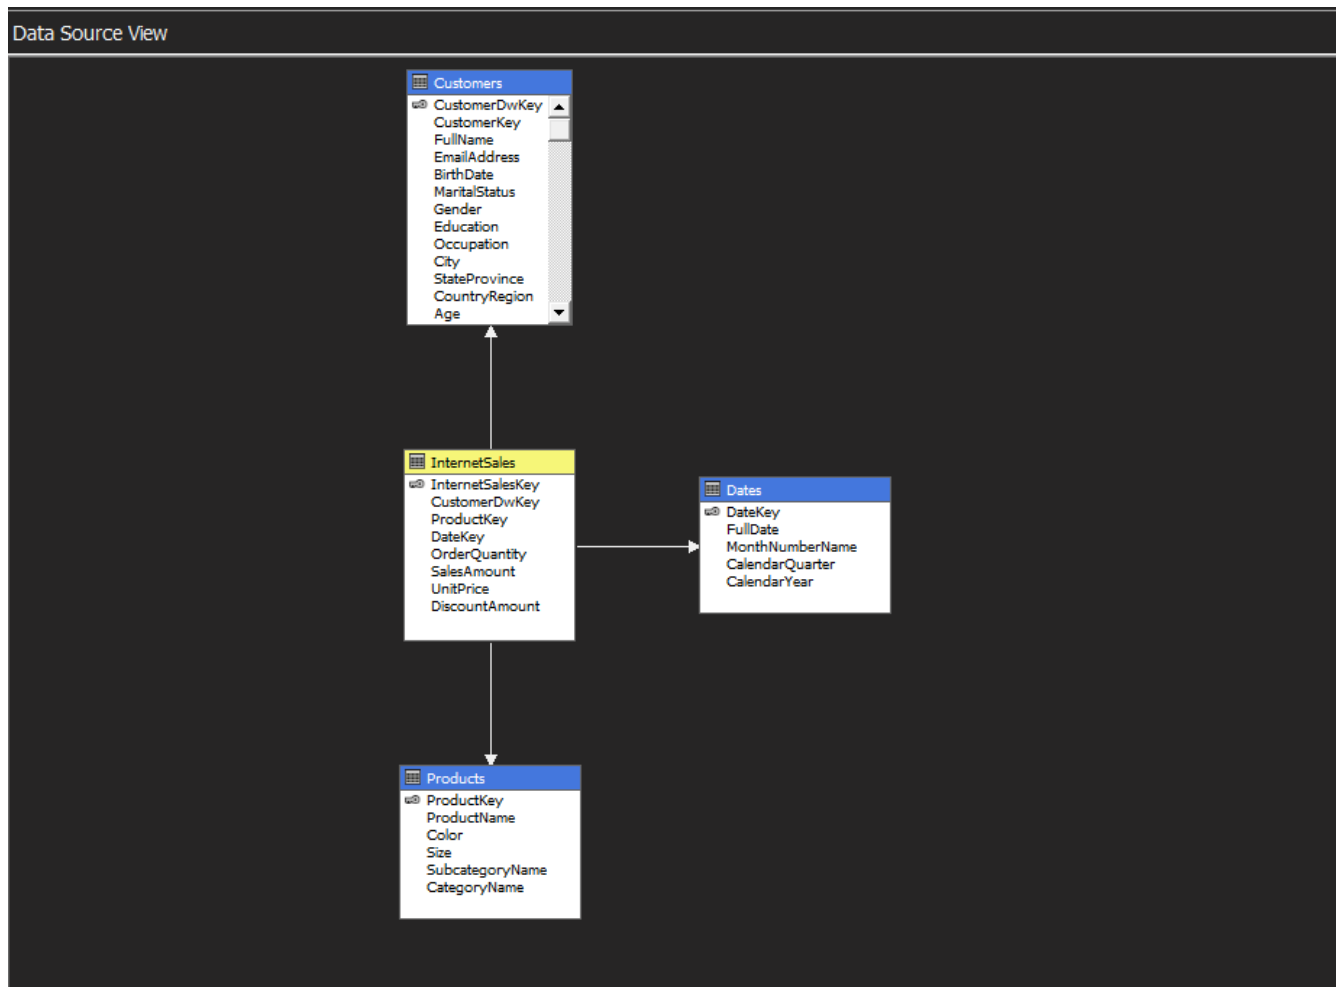 Data Source View
Customers
CustomerDwKey
CustomerKey
FullName
EmailAddress
BirthDate
MaritalStatus
Gender
Education
Occupation
City
StateProvince
CountryRegion
Age
InternetSales
InternetSalesKey
CustomerDwKey
ProductKey
DateKey
OrderQuantity
SalesAmount
UnitPrice
DiscountAmount
Dates
DateKey
FullDate
MonthNumberName
CalendarQuarter
CalendarYear
Products
ProductKey
ProductName
Color
Size
SubcategoryName
CategoryName